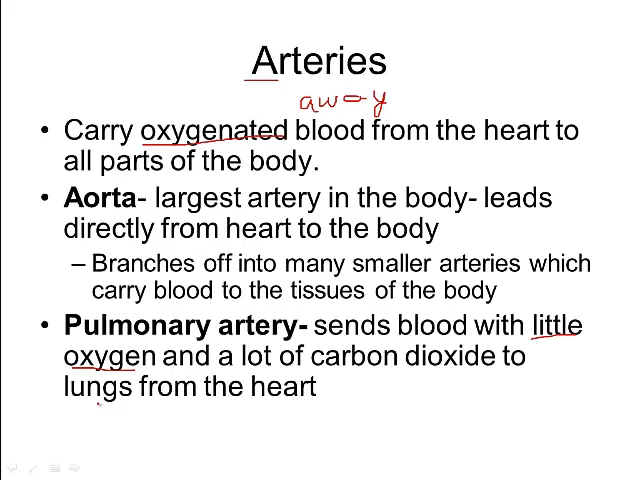 Arteries
away
• Carry oxygenated blood from the heart to
all parts of the body.
• Aorta- largest artery in the body- leads
directly from heart to the body
– Branches off into many smaller arteries which
carry blood to the tissues of the body
• Pulmonary artery- sends blood with little
oxygen and a lot of carbon dioxide to
lungs from the heart